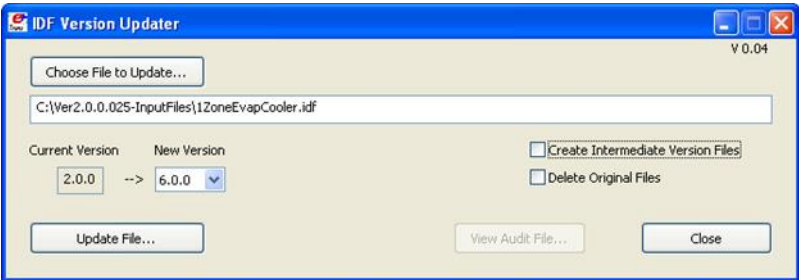 IDF Version Updater
V 0.04
Choose File to Update...
C:\Ver2.0.0.025-InputFiles\1ZoneEvapCooler.idf
Current Version New Version Create Intermediate Version Files
2.0.0 --> 6.0.0 Delete Original Files
Update File... View Audit File... Close